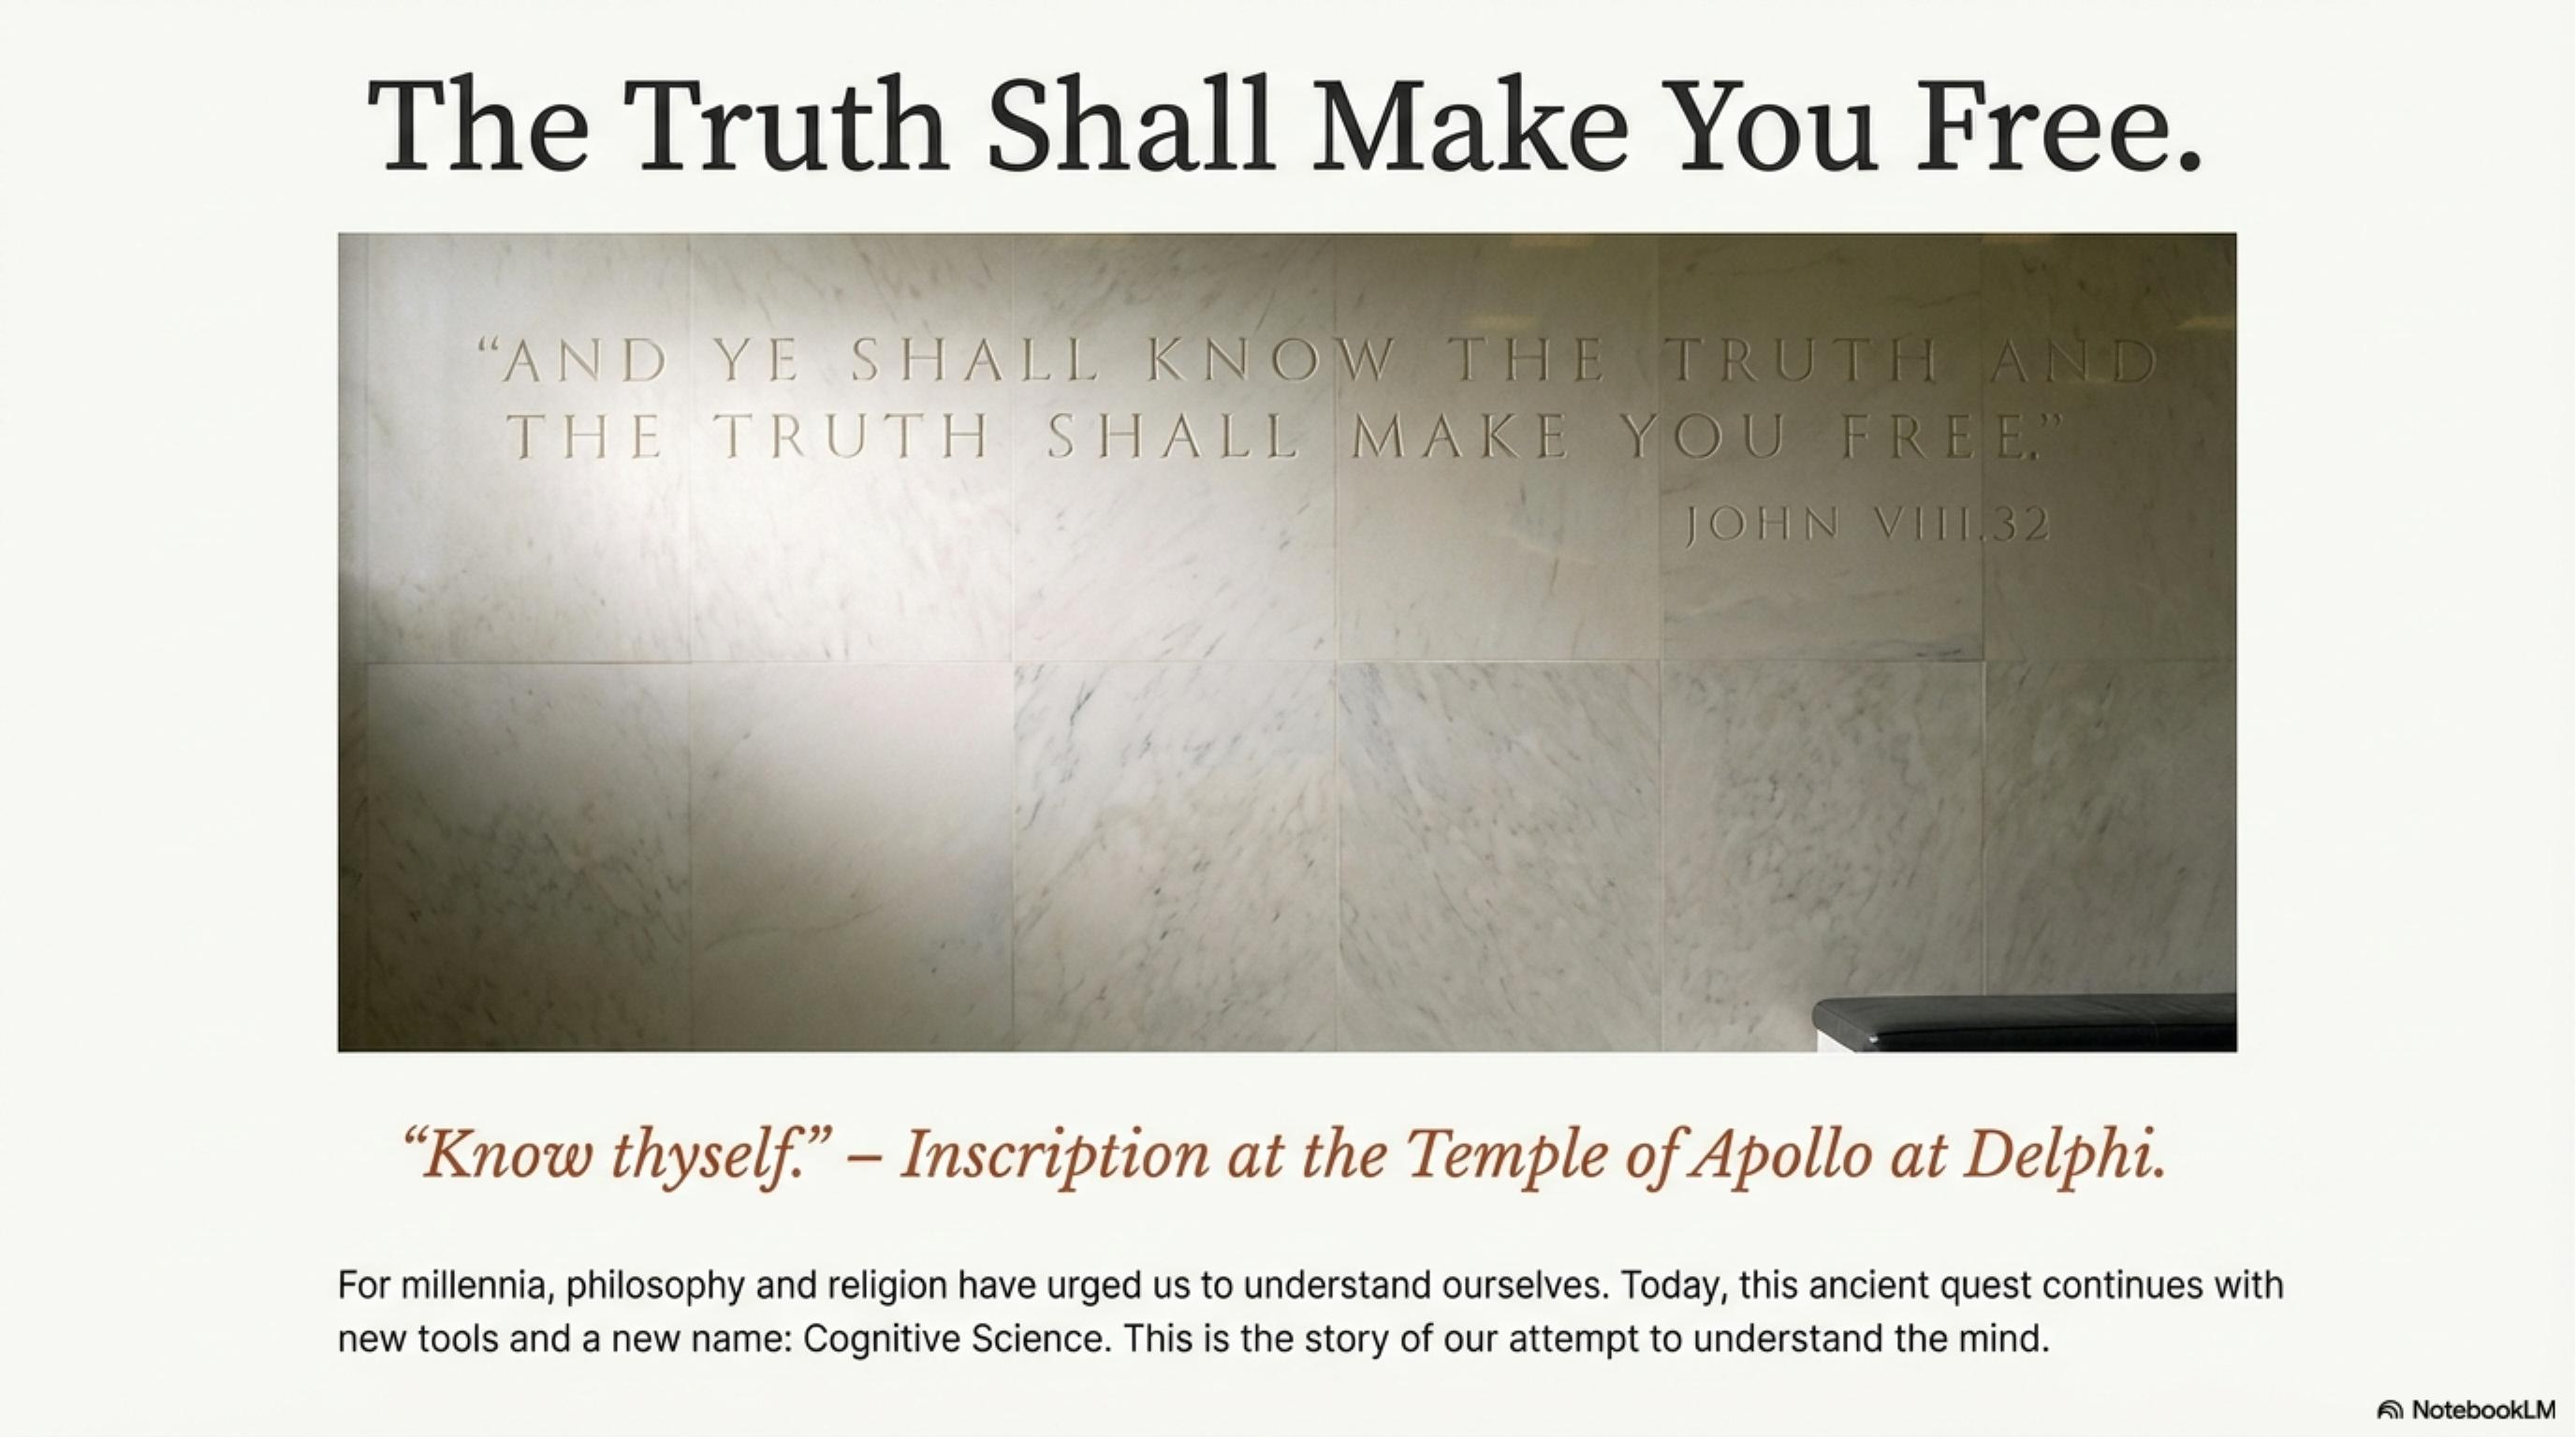 The Truth Shall Make You Free.
“AND YE SHALL KNOW THE TRUTH AND
THE TRUTH SHALL MAKE YOU FREE.”
JOHN VIII.32
“Know thyself.” – Inscription at the Temple of Apollo at Delphi.
For millennia, philosophy and religion have urged us to understand ourselves. Today, this ancient quest continues with
new tools and a new name: Cognitive Science. This is the story of our attempt to understand the mind.
NotebookLM